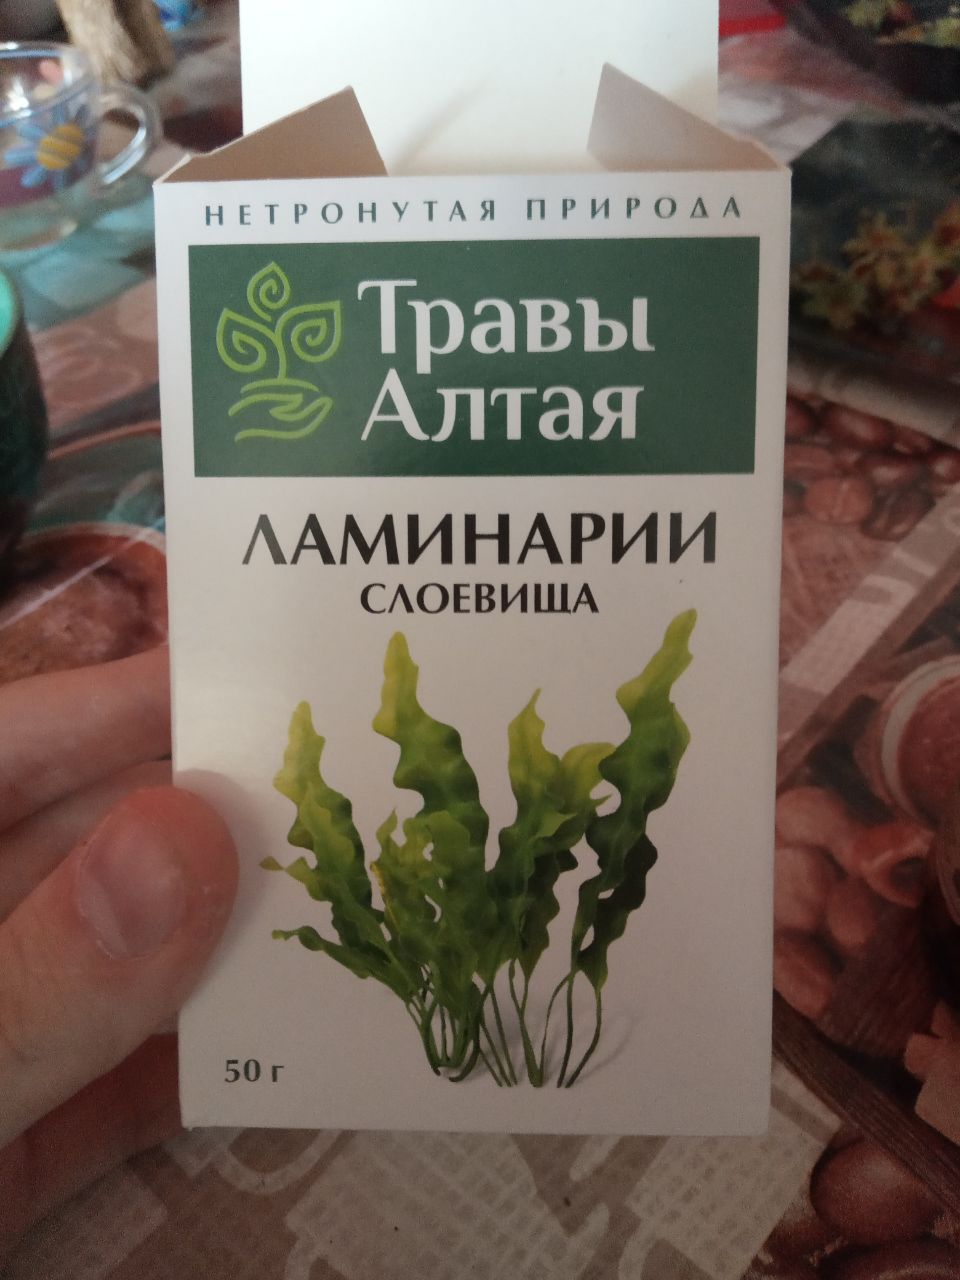 НЕТРОНУТАЯ ПРИРОДА
Травы
Алтая
ЛАМИНАРИИ
СЛОЕВИЩА
50 г